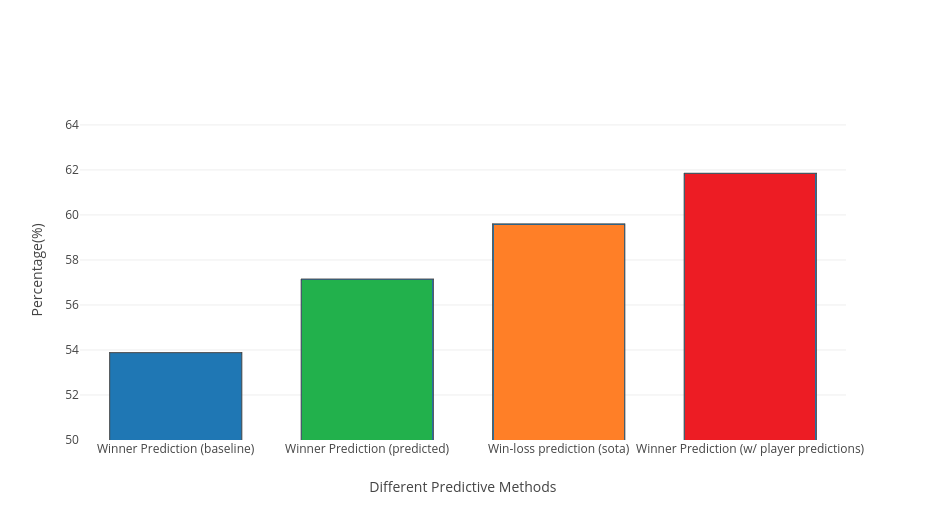 64
62
60
58
56
54
52
50
Percentage(%)
Winner Prediction (baseline)
Winner Prediction (predicted)
Win-loss prediction (sota)
Winner Prediction (w/ player predictions)
Different Predictive Methods